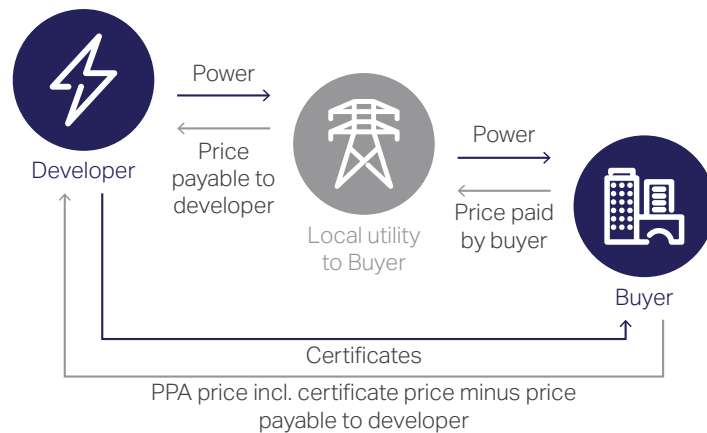 Power
Developer
Price
payable to
developer
Local utility
to Buyer
Power
Price paid
by buyer
Buyer
Certificates
PPA price incl. certificate price minus price
payable to developer